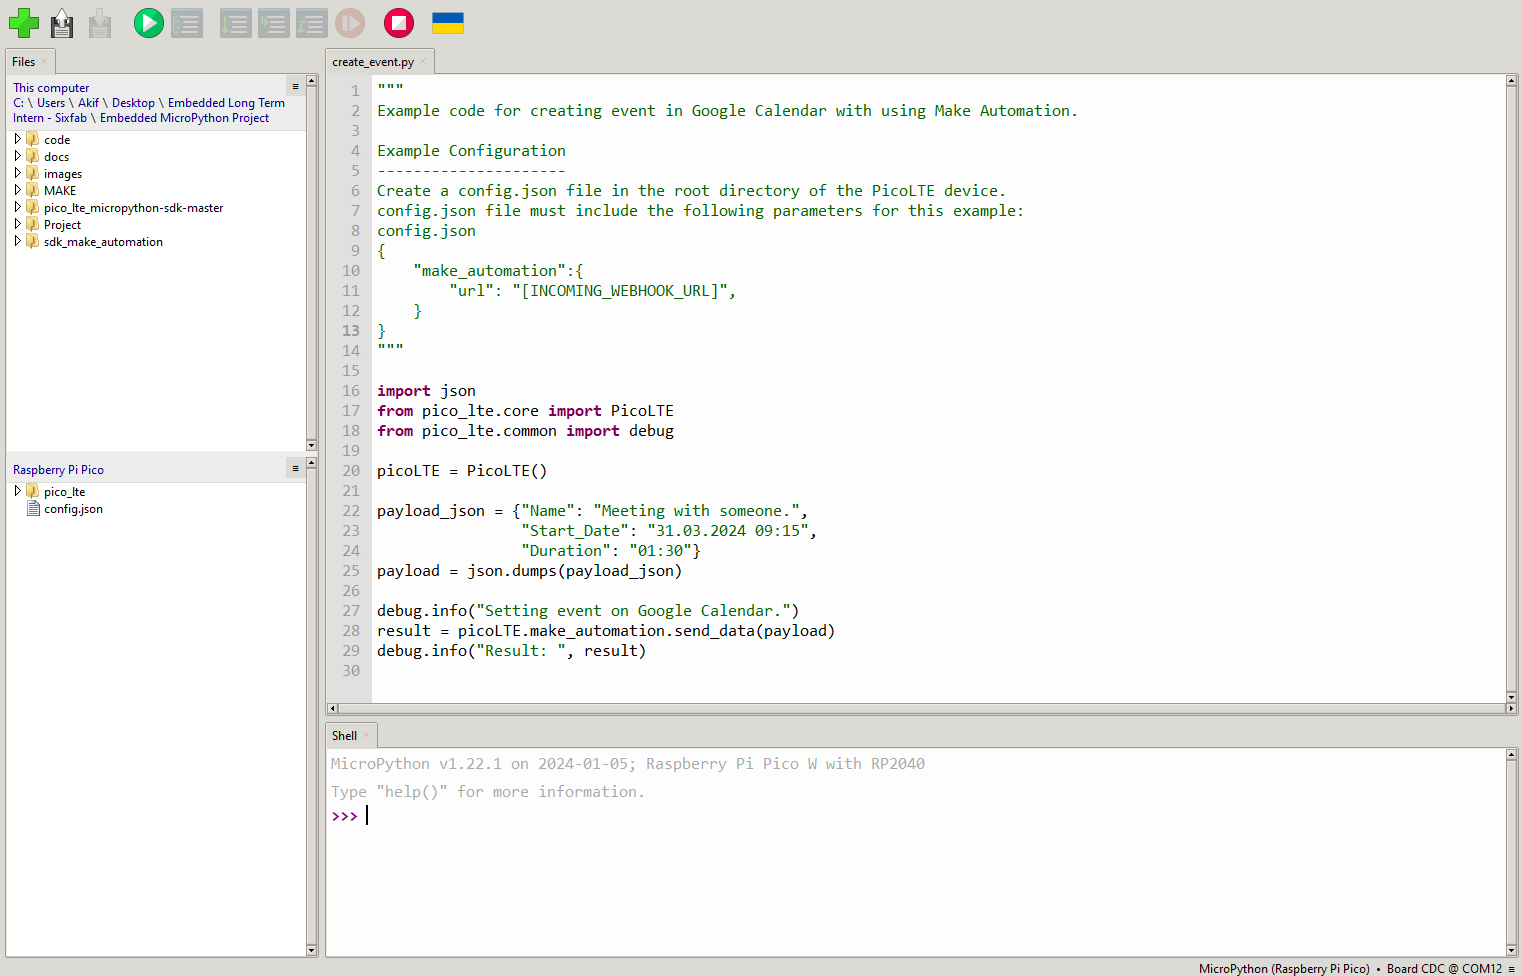 Files
This computer
C: \ Users \ Akif \ Desktop \ Embedded Long Term
Intern - Sixfab \ Embedded MicroPython Project
code
docs
images
MAKE
pico_lte_micropython-sdk-master
Project
sdk_make_automation
Raspberry Pi Pico
pico_lte
config.json
create_event.py
1 """
2 Example code for creating event in Google Calendar with using Make Automation.
3
4 Example Configuration
5 ---------------------
6 Create a config.json file in the root directory of the PicoLTE device.
7 config.json file must include the following parameters for this example:
8 config.json
9 {
10     "make_automation":{
11         "url": "[INCOMING_WEBHOOK_URL]",
12     }
13 }
14 """
15
16 import json
17 from pico_lte.core import PicoLTE
18 from pico_lte.common import debug
19
20 picoLTE = PicoLTE()
21
22 payload_json = {"Name": "Meeting with someone.",
23                 "Start_Date": "31.03.2024 09:15",
24                 "Duration": "01:30"}
25 payload = json.dumps(payload_json)
26
27 debug.info("Setting event on Google Calendar.")
28 result = picoLTE.make_automation.send_data(payload)
29 debug.info("Result: ", result)
30
Shell
MicroPython v1.22.1 on 2024-01-05; Raspberry Pi Pico W with RP2040
Type "help()" for more information.
>>>
MicroPython (Raspberry Pi Pico) • Board CDC @ COM12 ≡